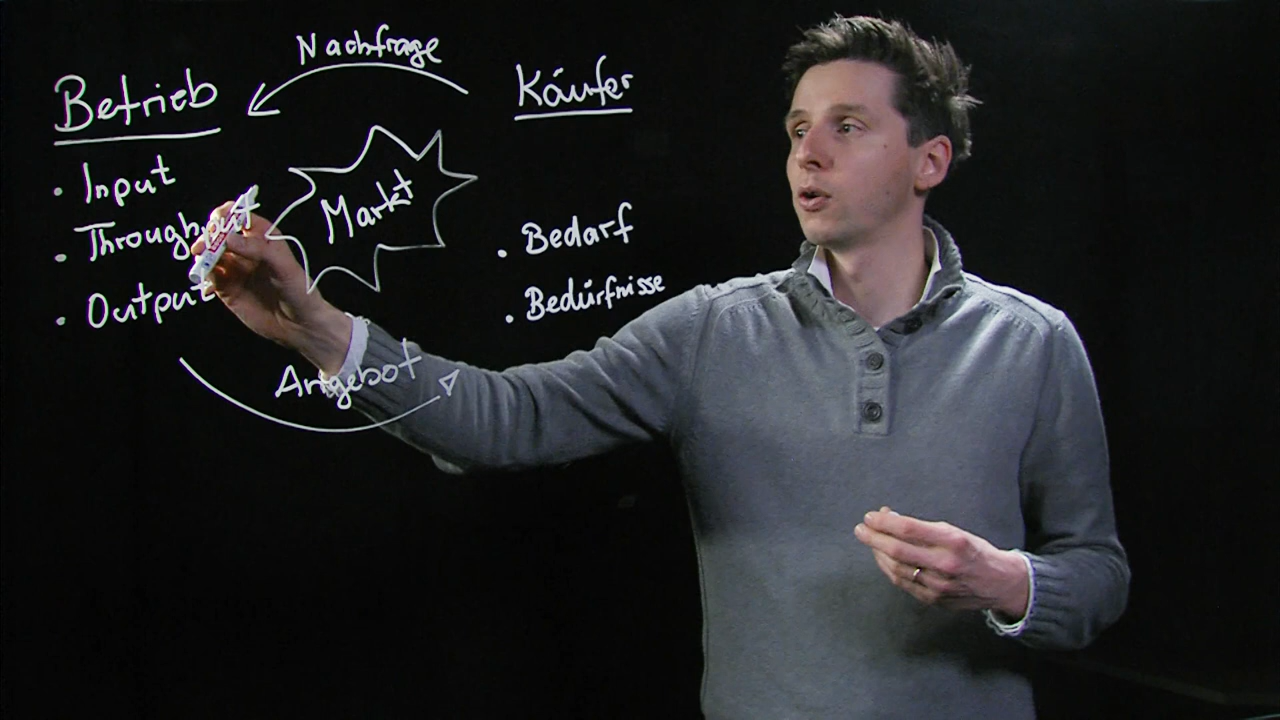 Nachfrage
Betrieb
• Input
• Throughput
• Output
Markt
Angebot
Käufer
• Bedarf
• Bedürfnisse